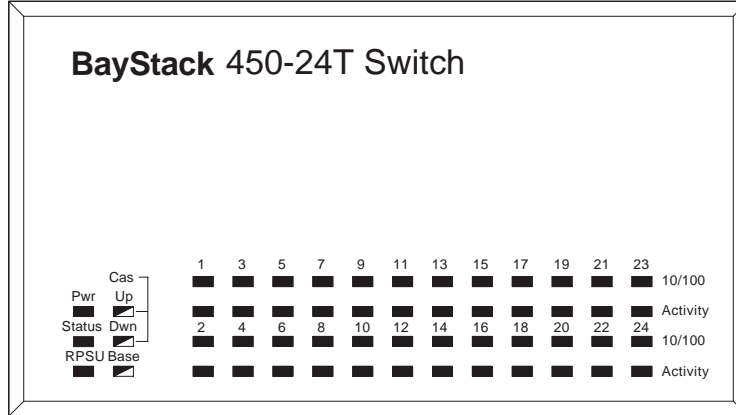 BayStack 450-24T Switch
1 3 5 7 9 11 13 15 17 19 21 23
Cas
10/100
Pwr Up
Activity
Status Dwn
2 4 6 8 10 12 14 16 18 20 22 24
10/100
RPSU Base
Activity